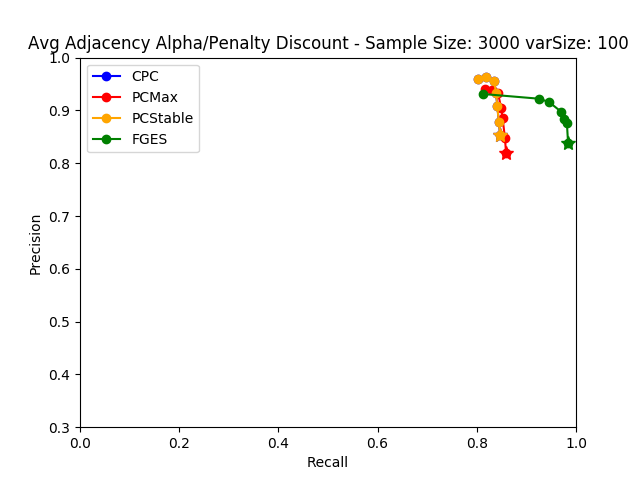 Avg Adjacency Alpha/Penalty Discount - Sample Size: 3000 varSize: 100
CPC
PCMax
PCStable
FGES
Precision
1.0
0.9
0.8
0.7
0.6
0.5
0.4
0.3
0.0 0.2 0.4 0.6 0.8 1.0
Recall